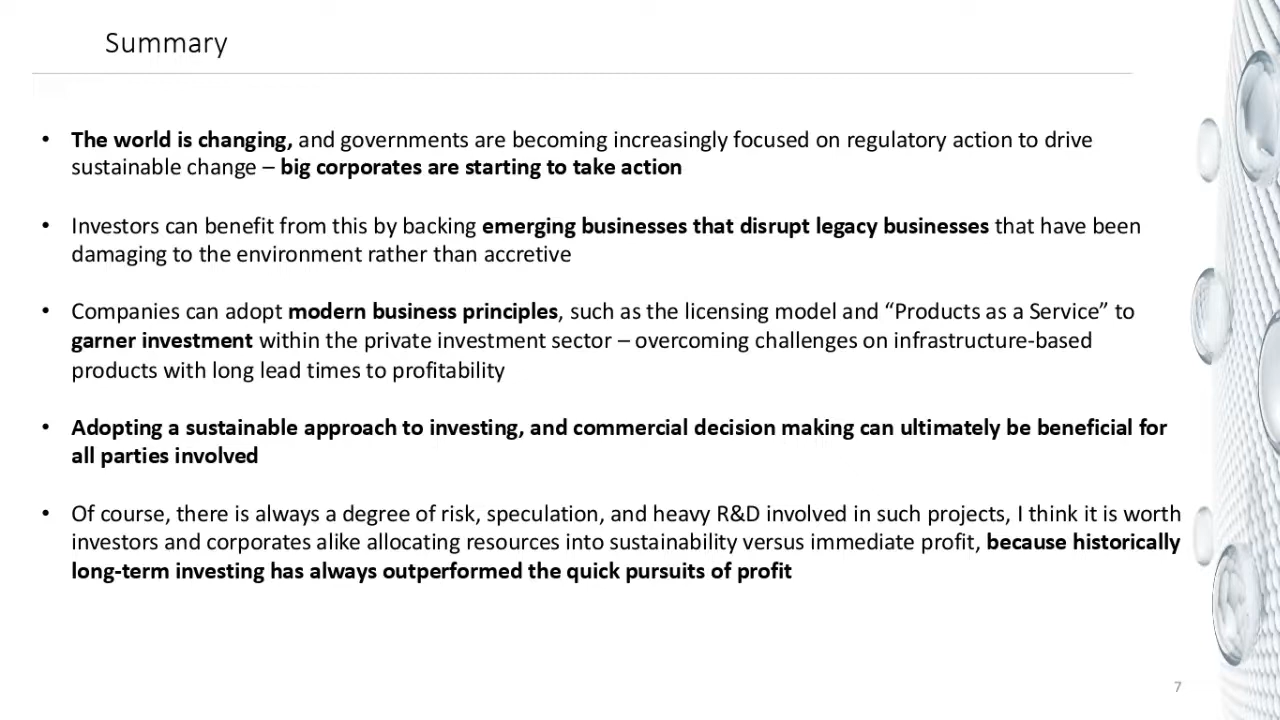 Summary
• The world is changing, and governments are becoming increasingly focused on regulatory action to drive
sustainable change – big corporates are starting to take action
• Investors can benefit from this by backing emerging businesses that disrupt legacy businesses that have been
damaging to the environment rather than accretive
• Companies can adopt modern business principles, such as the licensing model and “Products as a Service” to
garner investment within the private investment sector – overcoming challenges on infrastructure-based
products with long lead times to profitability
• Adopting a sustainable approach to investing, and commercial decision making can ultimately be beneficial for
all parties involved
• Of course, there is always a degree of risk, speculation, and heavy R&D involved in such projects, I think it is worth
investors and corporates alike allocating resources into sustainability versus immediate profit, because historically
long-term investing has always outperformed the quick pursuits of profit
7